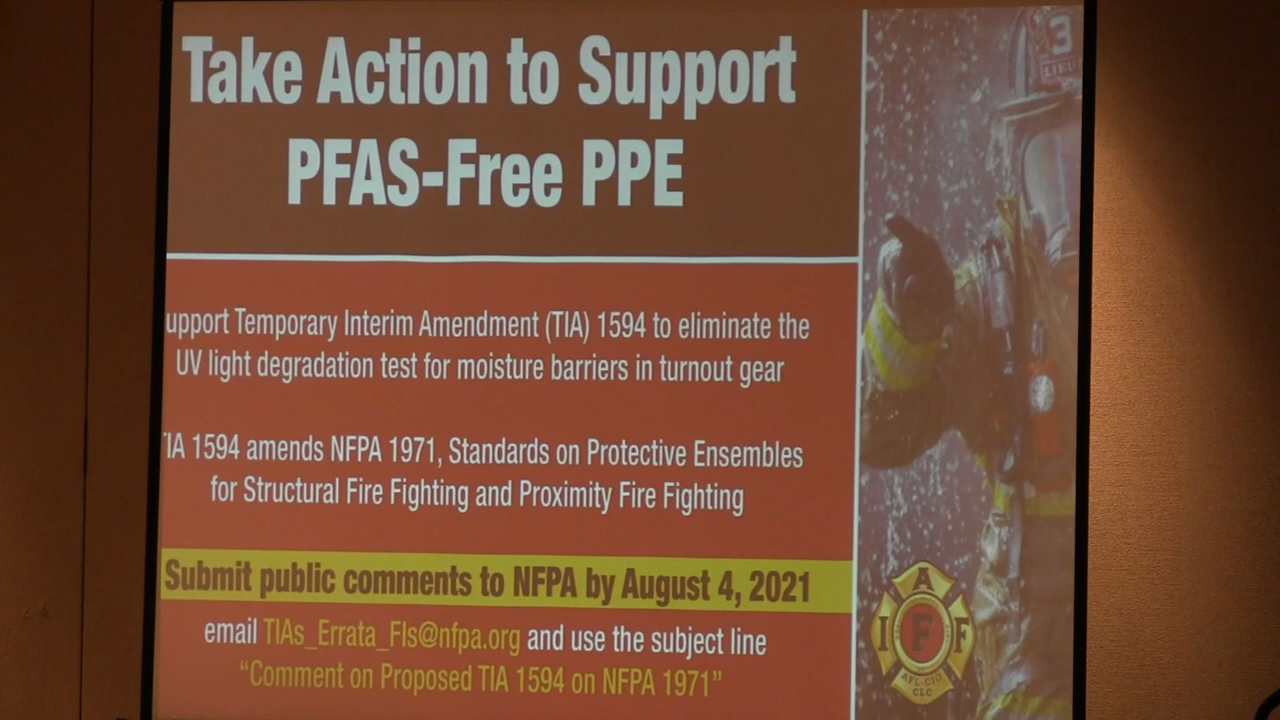 Take Action to Support
PFAS-Free PPE
upport Temporary Interim Amendment (TIA) 1594 to eliminate the
UV light degradation test for moisture barriers in turnout gear
TIA 1594 amends NFPA 1971, Standards on Protective Ensembles
for Structural Fire Fighting and Proximity Fire Fighting
Submit public comments to NFPA by August 4, 2021
email TIAs_Errata_FIs@nfpa.org and use the subject line
“Comment on Proposed TIA 1594 on NFPA 1971”
3
LIEU
A
I F F
AFL-CIO
CLC